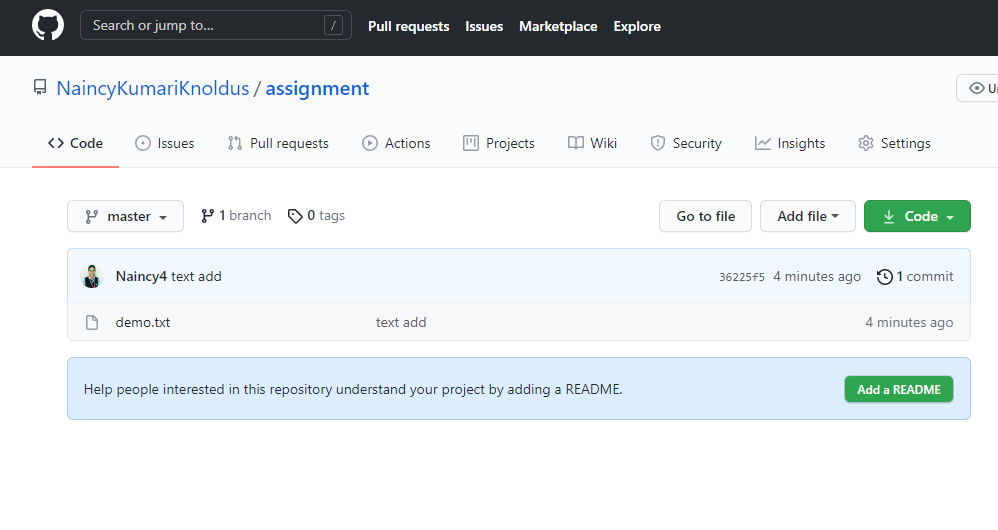 Search or jump to... / Pull requests Issues Marketplace Explore
NaincyKumariKnoldus / assignment
Code Issues Pull requests Actions Projects Wiki Security Insights Settings
master 1 branch 0 tags Go to file Add file Code
Naincy4 text add 36225f5 4 minutes ago 1 commit
demo.txt text add 4 minutes ago
Help people interested in this repository understand your project by adding a README. Add a README